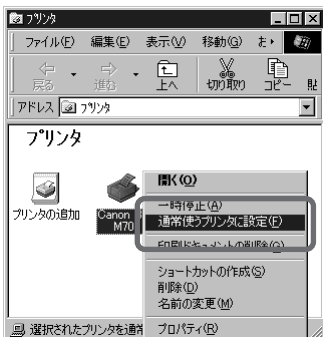 プリンタ
ファイル(F) 編集(E) 表示(V) 移動(G) お
戻る 進む 上へ 切り取り コピー 貼
アドレス プリンタ
プリンタ
プリンタの追加
Canon
M70
開く(O)
一時停止(A)
通常使うプリンタに設定(F)
印刷ドキュメントの削除(G)
ショートカットの作成(S)
削除(D)
名前の変更(M)
プロパティ(R)
選択されたプリンタを通常